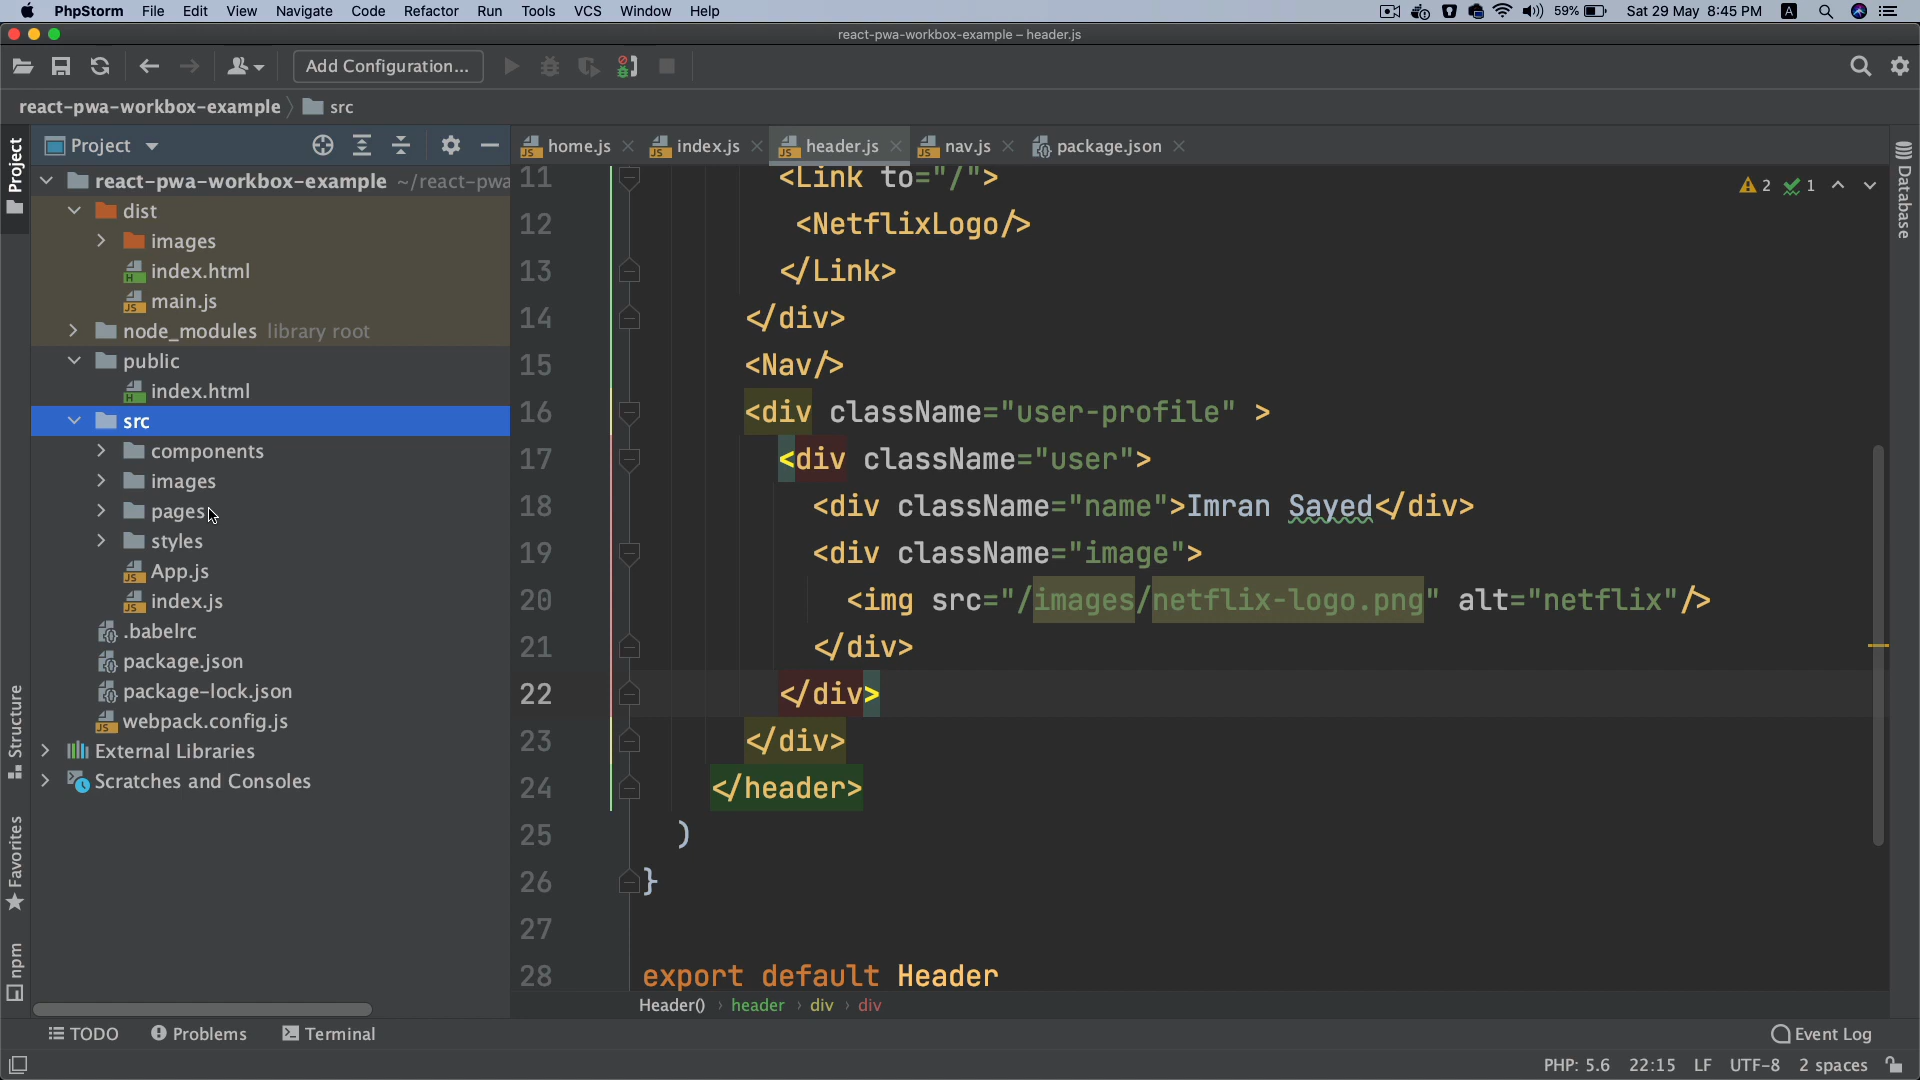 PhpStorm File Edit View Navigate Code Refactor Run Tools VCS Window Help 59% Sat 29 May 8:45 PM A
react-pwa-workbox-example – header.js
Add Configuration...
react-pwa-workbox-example src
Project
Project
home.js index.js header.js nav.js package.json
Database
react-pwa-workbox-example ~/react-pwa
dist
images
index.html
main.js
node_modules library root
public
index.html
src
components
images
pages
styles
App.js
index.js
.babelrc
package.json
package-lock.json
webpack.config.js
External Libraries
Scratches and Consoles
Structure
Favorites
npm
2 1
11 <Link to="/">
12 <NetflixLogo/>
13 </Link>
14 </div>
15 <Nav/>
16 <div className="user-profile" >
17 <div className="user">
18 <div className="name">Imran Sayed</div>
19 <div className="image">
20 <img src="/images/netflix-logo.png" alt="netflix"/>
21 </div>
22 </div>
23 </div>
24 </header>
25 )
26 }
27
28 export default Header
Header() header div div
TODO Problems Terminal Event Log
PHP: 5.6 22:15 LF UTF-8 2 spaces